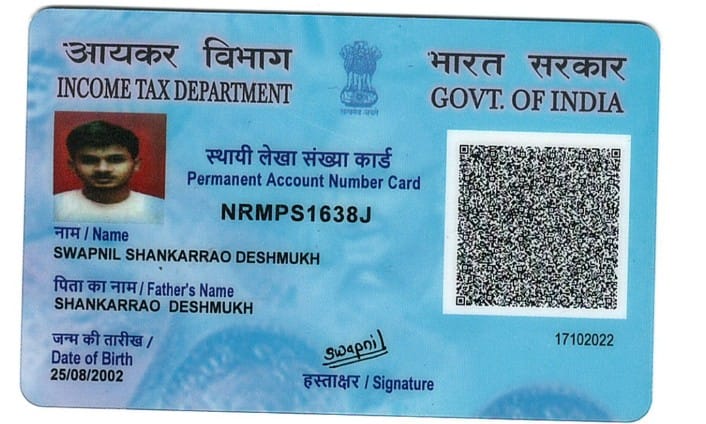 आयकर विभाग
INCOME TAX DEPARTMENT
भारत सरकार
GOVT. OF INDIA
सत्यमेव जयते
स्थायी लेखा संख्या कार्ड
Permanent Account Number Card
NRMPS1638J
नाम / Name
SWAPNIL SHANKARRAO DESHMUKH
पिता का नाम / Father's Name
SHANKARRAO DESHMUKH
जन्म की तारीख /
Date of Birth
25/08/2002
swapnil
हस्ताक्षर / Signature
17102022